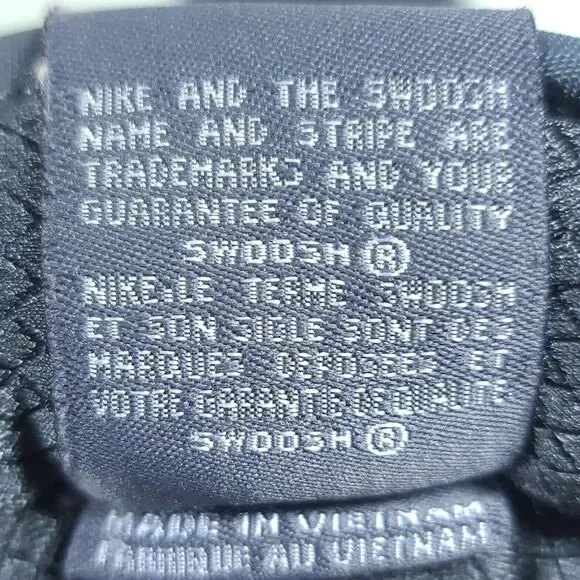 NIKE AND THE SWOOSH
NAME AND STRIPE ARE
TRADEMARKS AND YOUR
GUARANTEE OF QUALITY
SWOOSH ®
NIKE, LE TERME SWOOSH
ET SON SIGLE SONT DES
MARQUES DEPOSEES ET
VOTRE GARANTIE DE QUALITE
SWOOSH ®
MADE IN VIETNAM
FABRIQUE AU VIETNAM